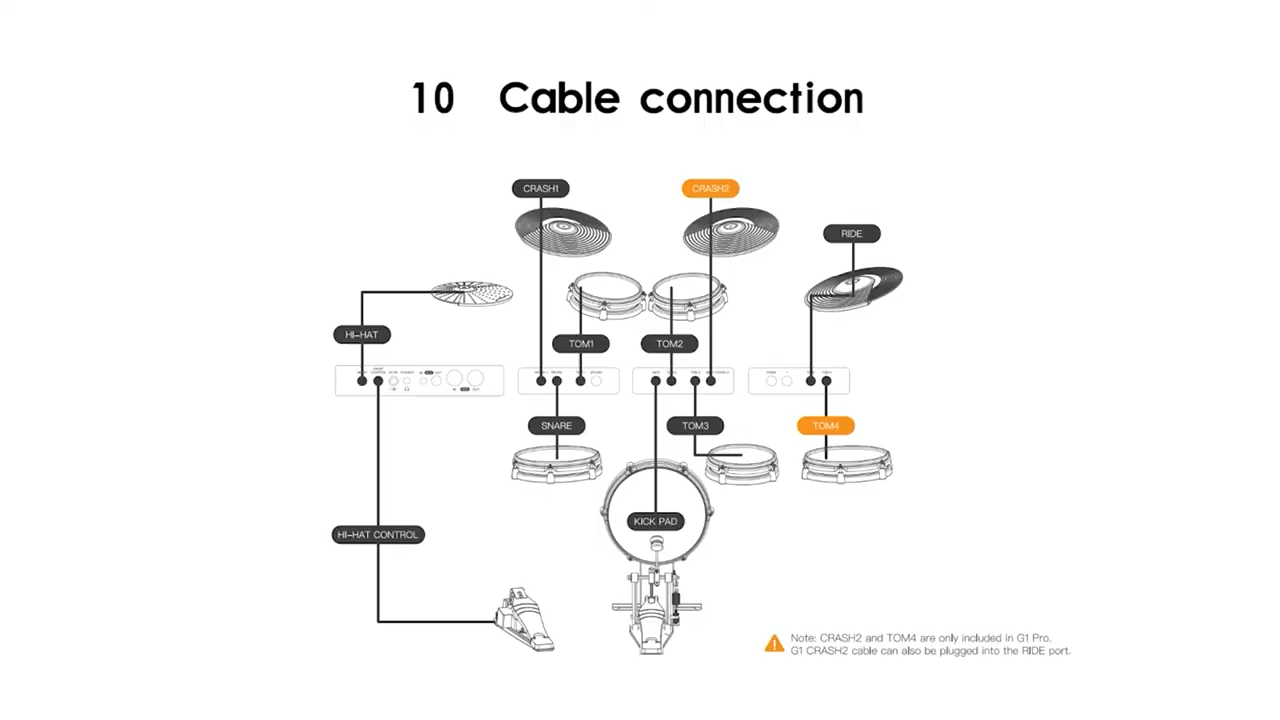 10 Cable connection
CRASH1
CRASH2
RIDE
HI-HAT
TOM1
TOM2
SNARE
TOM3
TOM4
KICK PAD
HI-HAT CONTROL
Note: CRASH2 and TOM4 are only included in G1 Pro.
G1 CRASH2 cable can also be plugged into the RIDE port.